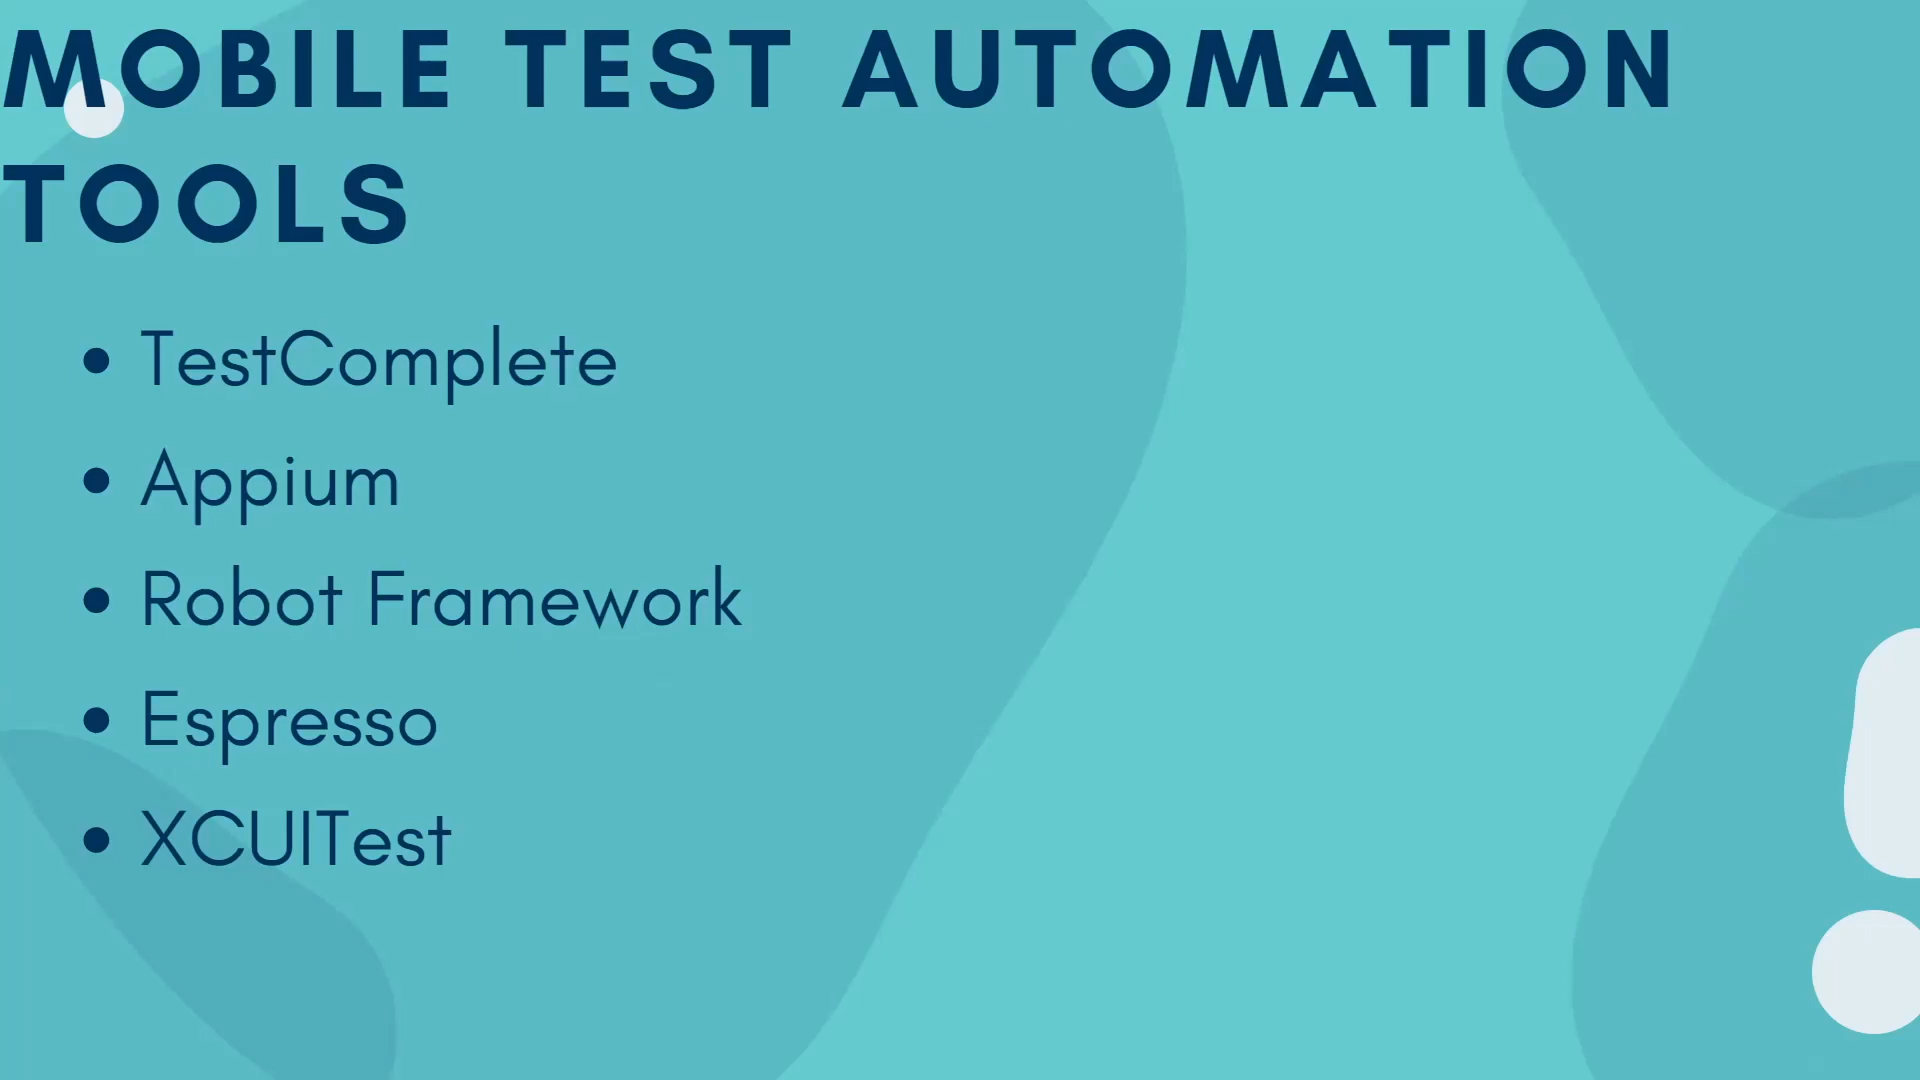 MOBILE TEST AUTOMATION
TOOLS
• TestComplete
• Appium
• Robot Framework
• Espresso
• XCUITest